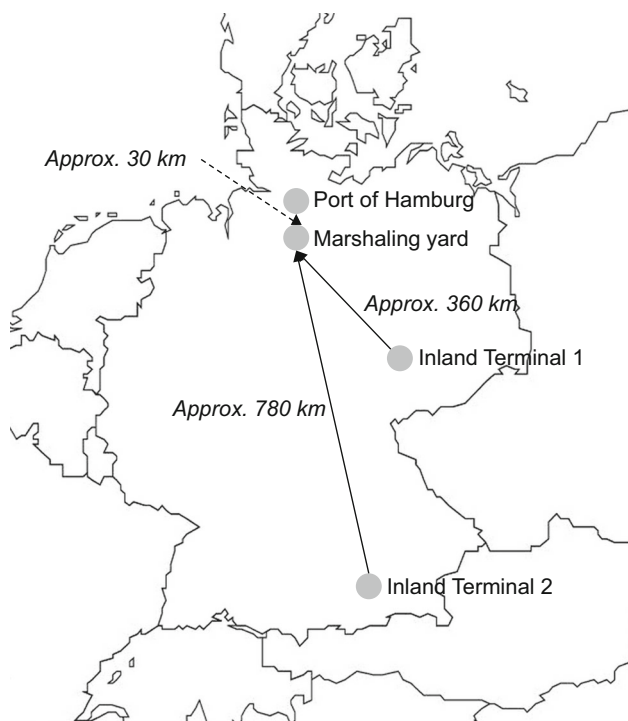 Approx. 30 km
Port of Hamburg
Marshaling yard
Approx. 360 km
Inland Terminal 1
Approx. 780 km
Inland Terminal 2